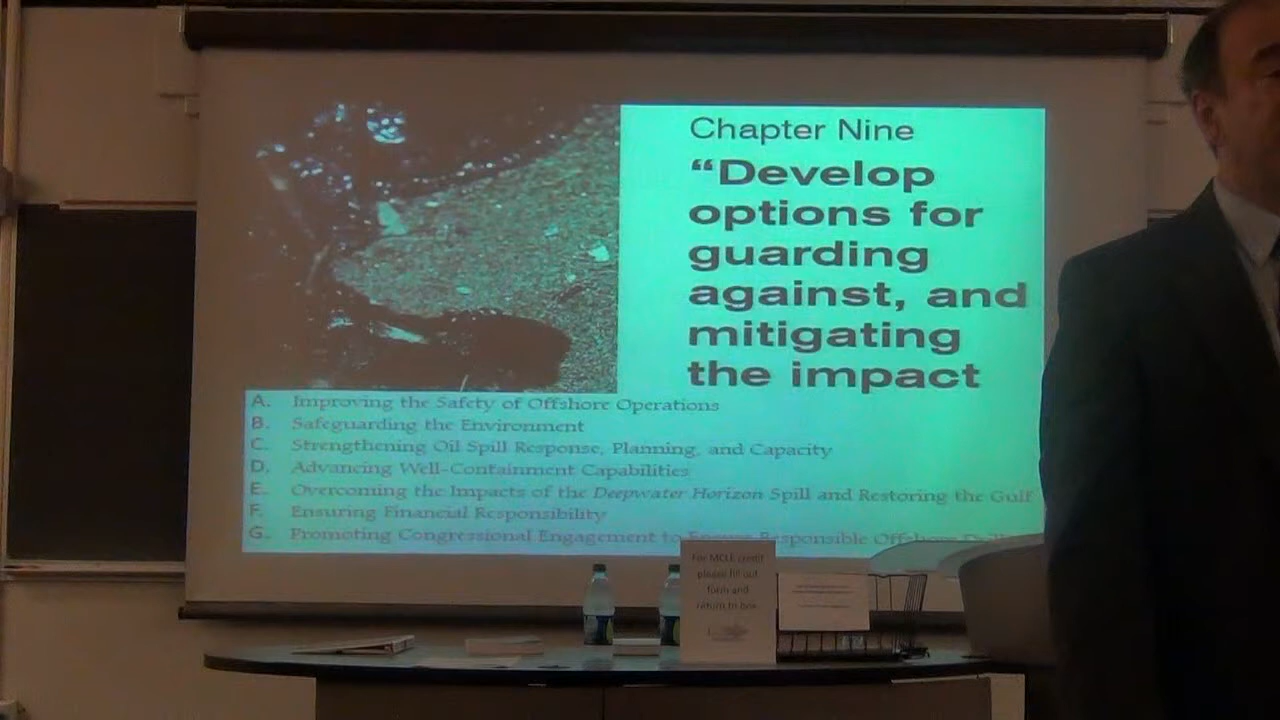 Chapter Nine
“Develop
options for
guarding
against, and
mitigating
the impact
A. Improving the Safety of Offshore Operations
B. Safeguarding the Environment
C. Strengthening Oil Spill Response, Planning, and Capacity
D. Advancing Well-Containment Capabilities
E. Overcoming the Impacts of the Deepwater Horizon Spill and Restoring the Gulf
F. Ensuring Financial Responsibility
G. Promoting Congressional Engagement to Ensure Responsible Offshore
For MCLE credit
please fill out
form and
return to box